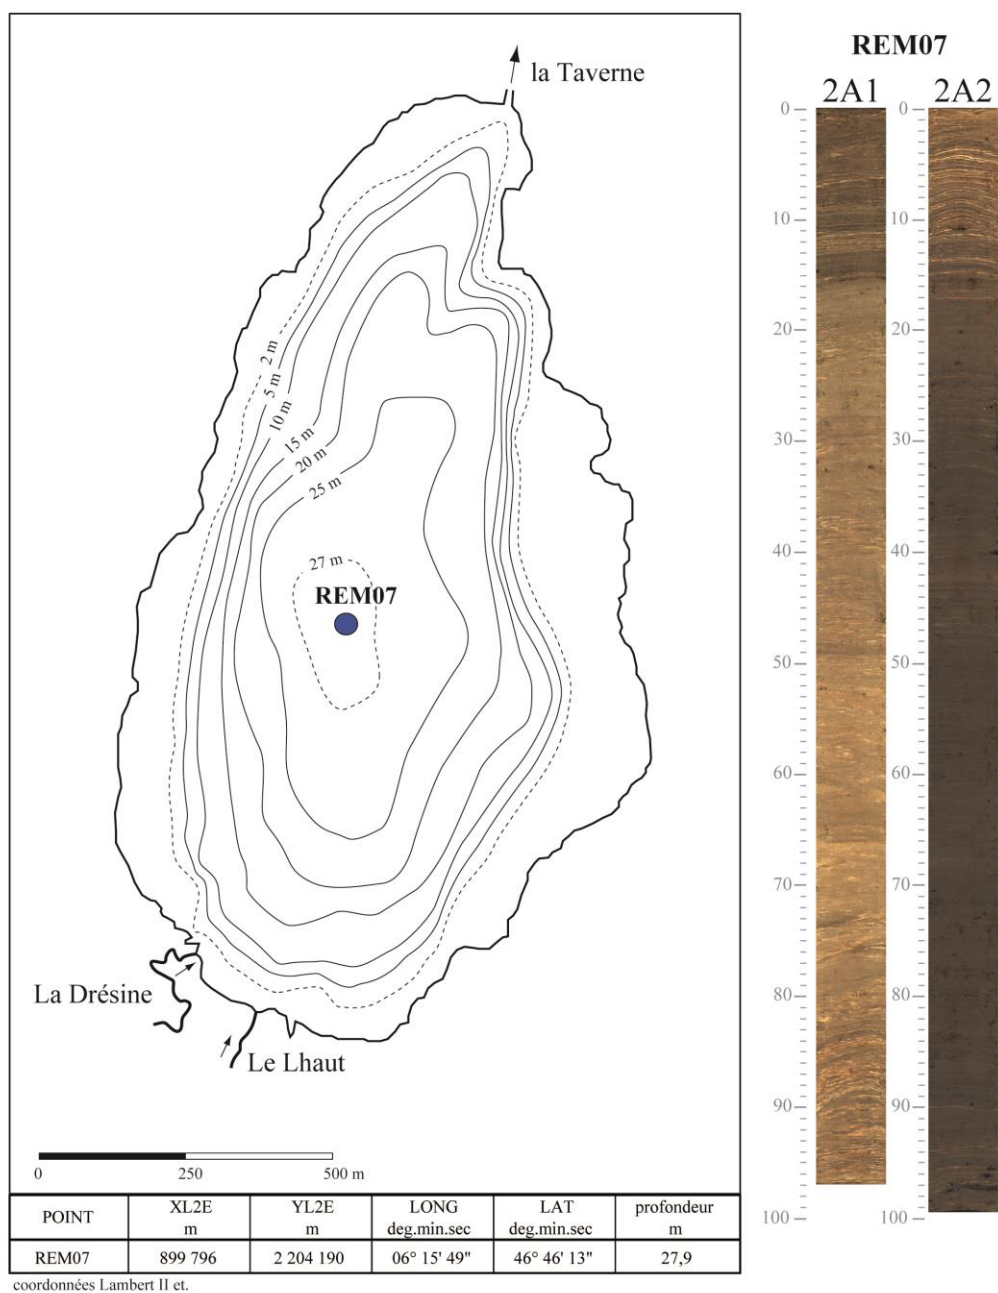 la Taverne
2 m
5 m
10 m
15 m
20 m
25 m
27 m
REM07
La Drésine
Le Lhaut
0 250 500 m
POINT XL2E m YL2E m LONG deg.min.sec LAT deg.min.sec profondeur m
REM07 899 796 2 204 190 06° 15' 49" 46° 46' 13" 27,9
coordonnées Lambert II et.
REM07
2A1 2A2
0 0
10 10
20 20
30 30
40 40
50 50
60 60
70 70
80 80
90 90
100 100